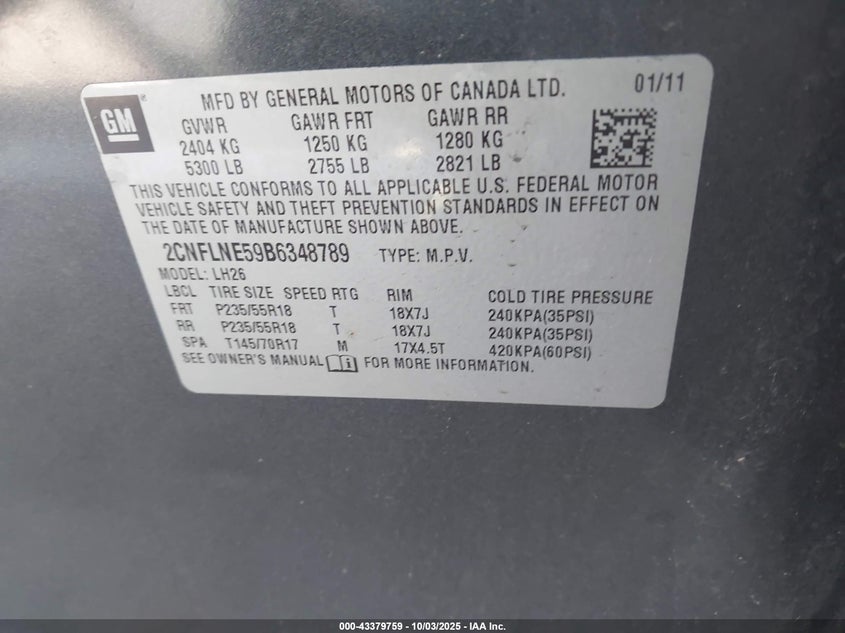 GM
MFD BY GENERAL MOTORS OF CANADA LTD. 01/11
GVWR GAWR FRT GAWR RR
2404 KG 1250 KG 1280 KG
5300 LB 2755 LB 2821 LB
THIS VEHICLE CONFORMS TO ALL APPLICABLE U.S. FEDERAL MOTOR
VEHICLE SAFETY AND THEFT PREVENTION STANDARDS IN EFFECT ON
THE DATE OF MANUFACTURE SHOWN ABOVE.
2CNFLNE59B6348789 TYPE: M.P.V.
MODEL: LH26
LBCL TIRE SIZE SPEED RTG RIM COLD TIRE PRESSURE
FRT P235/55R18 T 18X7J 240KPA(35PSI)
RR P235/55R18 T 18X7J 240KPA(35PSI)
SPA T145/70R17 M 17X4.5T 420KPA(60PSI)
SEE OWNER'S MANUAL FOR MORE INFORMATION.
000-43379759 - 10/03/2025 - IAA Inc.